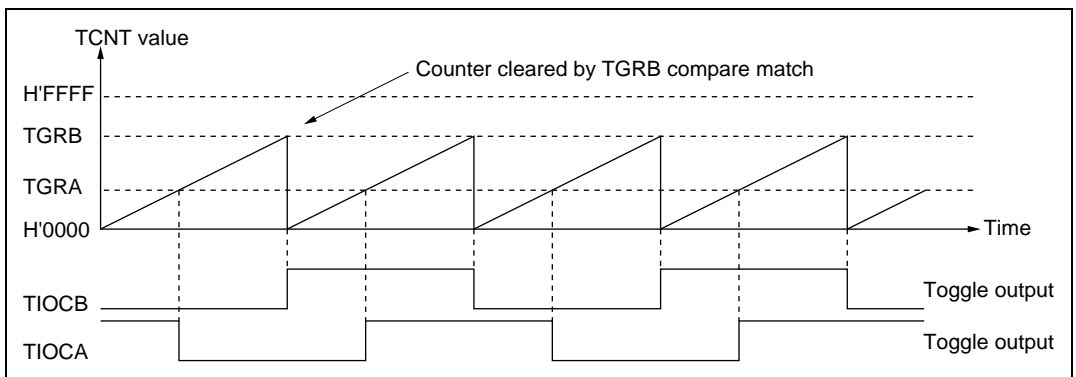 TCNT value
Counter cleared by TGRB compare match
H'FFFF
TGRB
TGRA
H'0000
Time
TIOCB
Toggle output
TIOCA
Toggle output